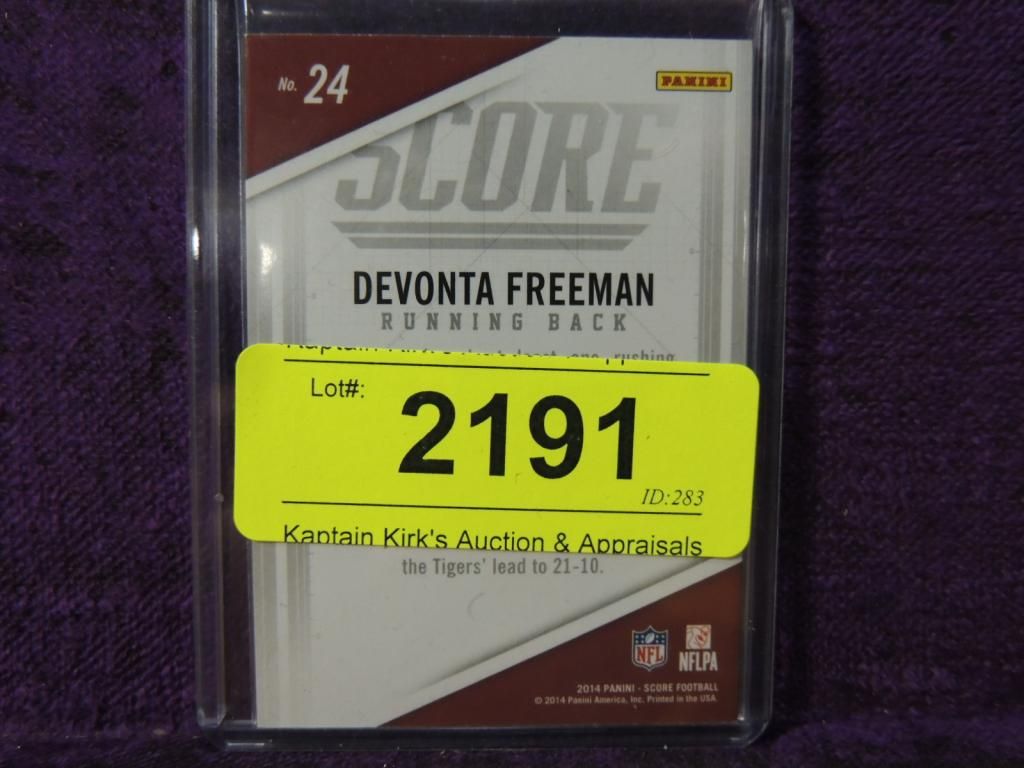 No. 24
PANINI
SCORE
DEVONTA FREEMAN
RUNNING BACK
rushing
Lot#:
2191
ID:283
Kaptain Kirk's Auction & Appraisals
the Tigers' lead to 21-10.
NFL
NFLPA
2014 PANINI - SCORE FOOTBALL
© 2014 Panini America, Inc. Printed in the USA.